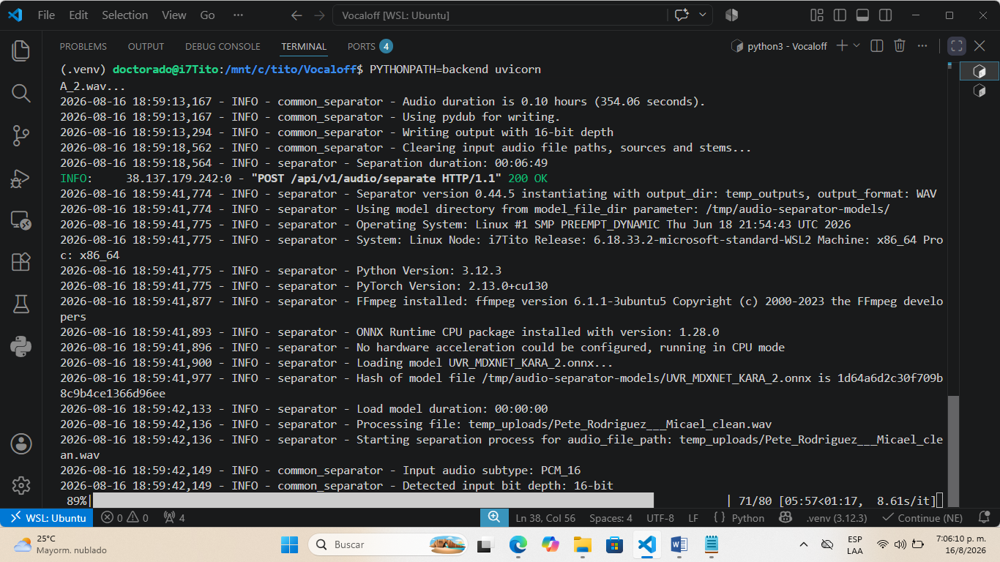 File Edit Selection View Go ··· Vocaloff [WSL: Ubuntu]
PROBLEMS OUTPUT DEBUG CONSOLE TERMINAL PORTS 4 python3 - Vocaloff
(.venv) doctorado@i7Tito:/mnt/c/tito/Vocaloff$ PYTHONPATH=backend uvicorn
A_2.wav...
2026-08-16 18:59:13,167 - INFO - common_separator - Audio duration is 0.10 hours (354.06 seconds).
2026-08-16 18:59:13,167 - INFO - common_separator - Using pydub for writing.
2026-08-16 18:59:13,294 - INFO - common_separator - Writing output with 16-bit depth
2026-08-16 18:59:18,562 - INFO - common_separator - Clearing input audio file paths, sources and stems...
2026-08-16 18:59:18,564 - INFO - separator - Separation duration: 00:06:49
INFO:     38.137.179.242:0 - "POST /api/v1/audio/separate HTTP/1.1" 200 OK
2026-08-16 18:59:41,774 - INFO - separator - Separator version 0.44.5 instantiating with output_dir: temp_outputs, output_format: WAV
2026-08-16 18:59:41,774 - INFO - separator - Using model directory from model_file_dir parameter: /tmp/audio-separator-models/
2026-08-16 18:59:41,775 - INFO - separator - Operating System: Linux #1 SMP PREEMPT_DYNAMIC Thu Jun 18 21:54:43 UTC 2026
2026-08-16 18:59:41,775 - INFO - separator - System: Linux Node: i7Tito Release: 6.18.33.2-microsoft-standard-WSL2 Machine: x86_64 Pro
c: x86_64
2026-08-16 18:59:41,775 - INFO - separator - Python Version: 3.12.3
2026-08-16 18:59:41,775 - INFO - separator - PyTorch Version: 2.13.0+cu130
2026-08-16 18:59:41,877 - INFO - separator - FFmpeg installed: ffmpeg version 6.1.1-3ubuntu5 Copyright (c) 2000-2023 the FFmpeg develo
pers
2026-08-16 18:59:41,893 - INFO - separator - ONNX Runtime CPU package installed with version: 1.28.0
2026-08-16 18:59:41,896 - INFO - separator - No hardware acceleration could be configured, running in CPU mode
2026-08-16 18:59:41,900 - INFO - separator - Loading model UVR_MDXNET_KARA_2.onnx...
2026-08-16 18:59:41,977 - INFO - separator - Hash of model file /tmp/audio-separator-models/UVR_MDXNET_KARA_2.onnx is 1d64a6d2c30f709b
8c9b4ce1366d96ee
2026-08-16 18:59:42,133 - INFO - separator - Load model duration: 00:00:00
2026-08-16 18:59:42,136 - INFO - separator - Processing file: temp_uploads/Pete_Rodriguez___Micael_clean.wav
2026-08-16 18:59:42,136 - INFO - separator - Starting separation process for audio_file_path: temp_uploads/Pete_Rodriguez___Micael_cle
an.wav
2026-08-16 18:59:42,149 - INFO - common_separator - Input audio subtype: PCM_16
2026-08-16 18:59:42,149 - INFO - common_separator - Detected input bit depth: 16-bit
89%| | 71/80 [05:57<01:17,  8.61s/it]
WSL: Ubuntu 0 0 4 Ln 38, Col 56 Spaces: 4 UTF-8 LF {} Python .venv (3.12.3) Continue (NE)
25°C
Mayorm. nublado
Buscar
ESP
LAA
7:06:10 p. m.
16/8/2026